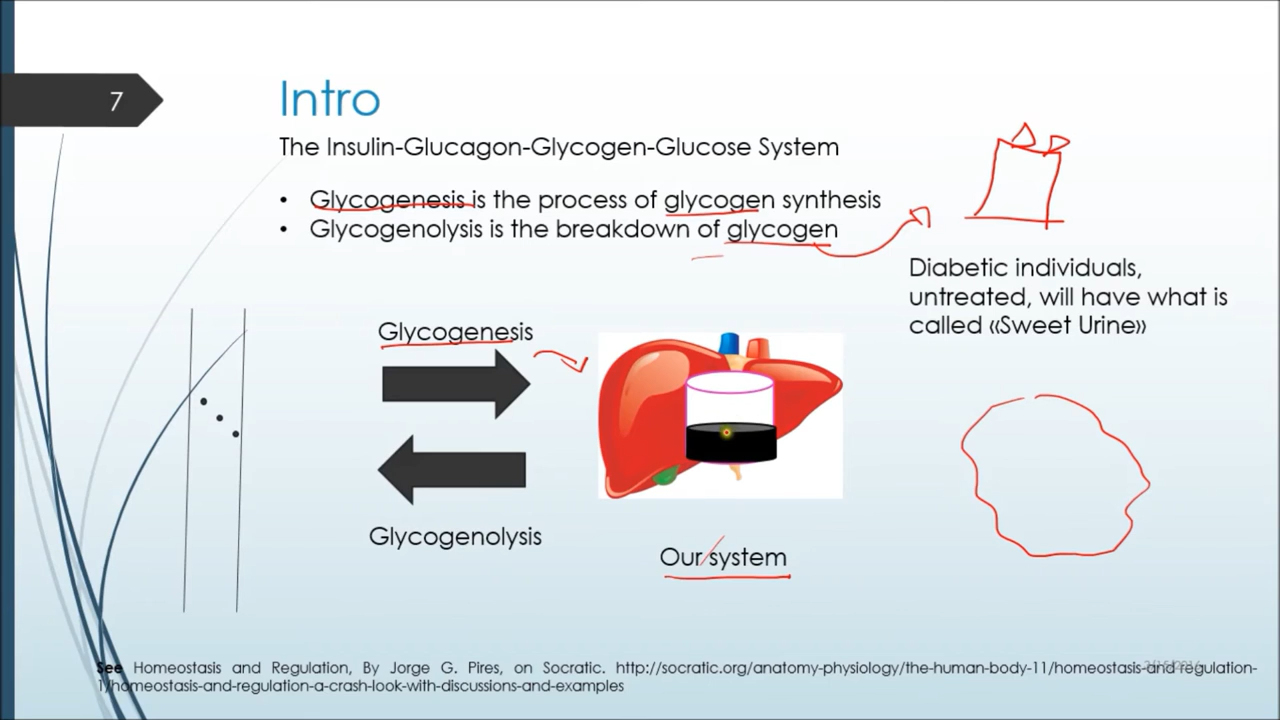 7
Intro
The Insulin-Glucagon-Glycogen-Glucose System
• Glycogenesis is the process of glycogen synthesis
• Glycogenolysis is the breakdown of glycogen
Diabetic individuals,
untreated, will have what is
called «Sweet Urine»
Glycogenesis
Glycogenolysis
Our system
See Homeostasis and Regulation, By Jorge G. Pires, on Socratic. http://socratic.org/anatomy-physiology/the-human-body-11/homeostasis-and-regulation-
1/homeostasis-and-regulation-a-crash-look-with-discussions-and-examples